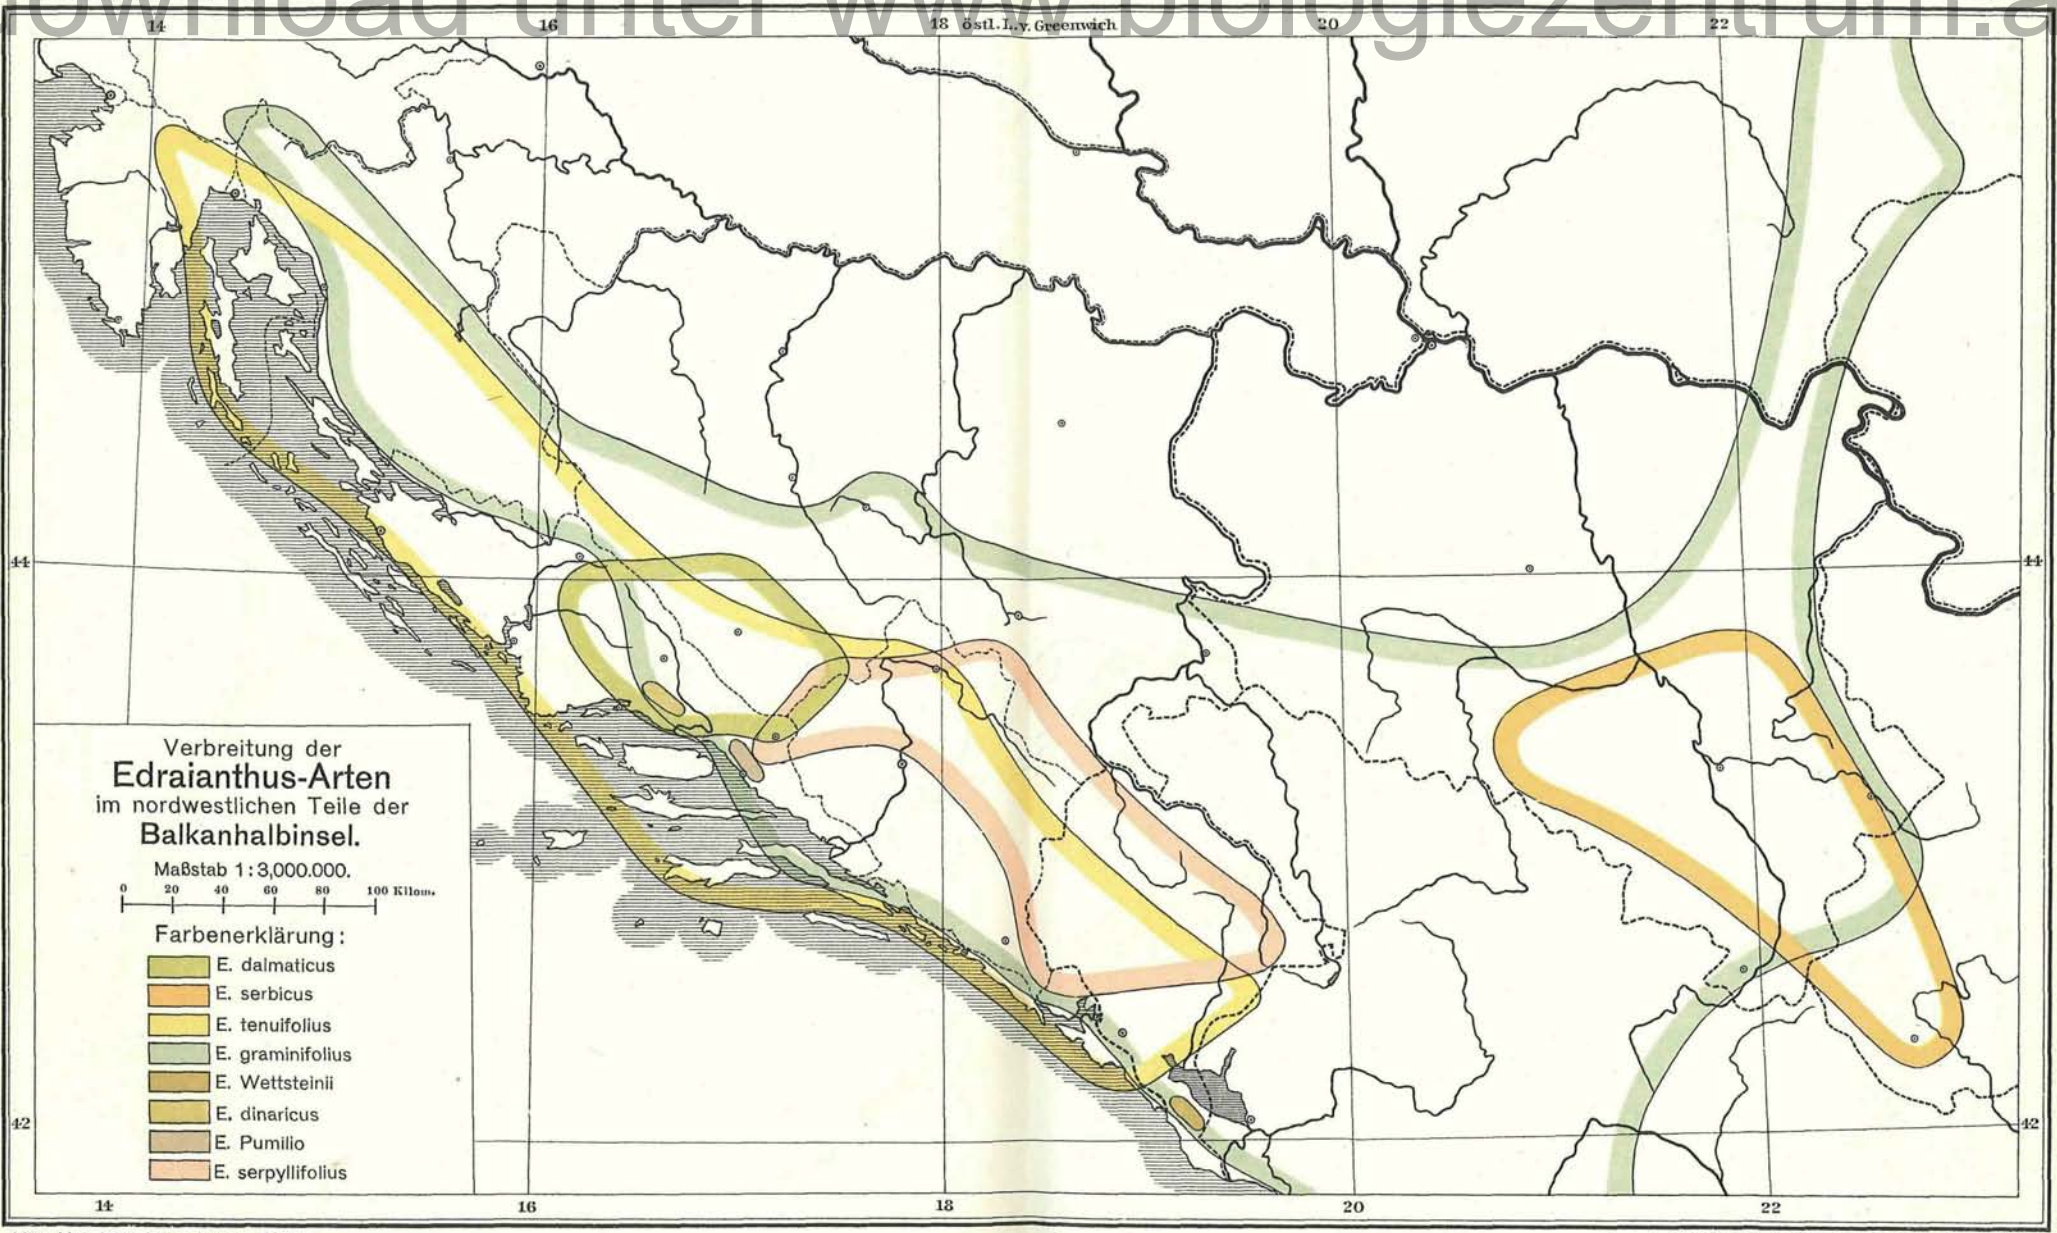 ownload unter www.biologiezentrum.a
14 16 18 östl. L. v. Greenwich 20 22
44 44
Verbreitung der
Edraianthus-Arten
im nordwestlichen Teile der
Balkanhalbinsel.
Maßstab 1:3,000.000.
0 20 40 60 80 100 Kilom.
Farbenerklärung:
E. dalmaticus
E. serbicus
E. tenuifolius
E. graminifolius
E. Wettsteinii
E. dinaricus
E. Pumilio
E. serpyllifolius
42 42
14 16 18 20 22